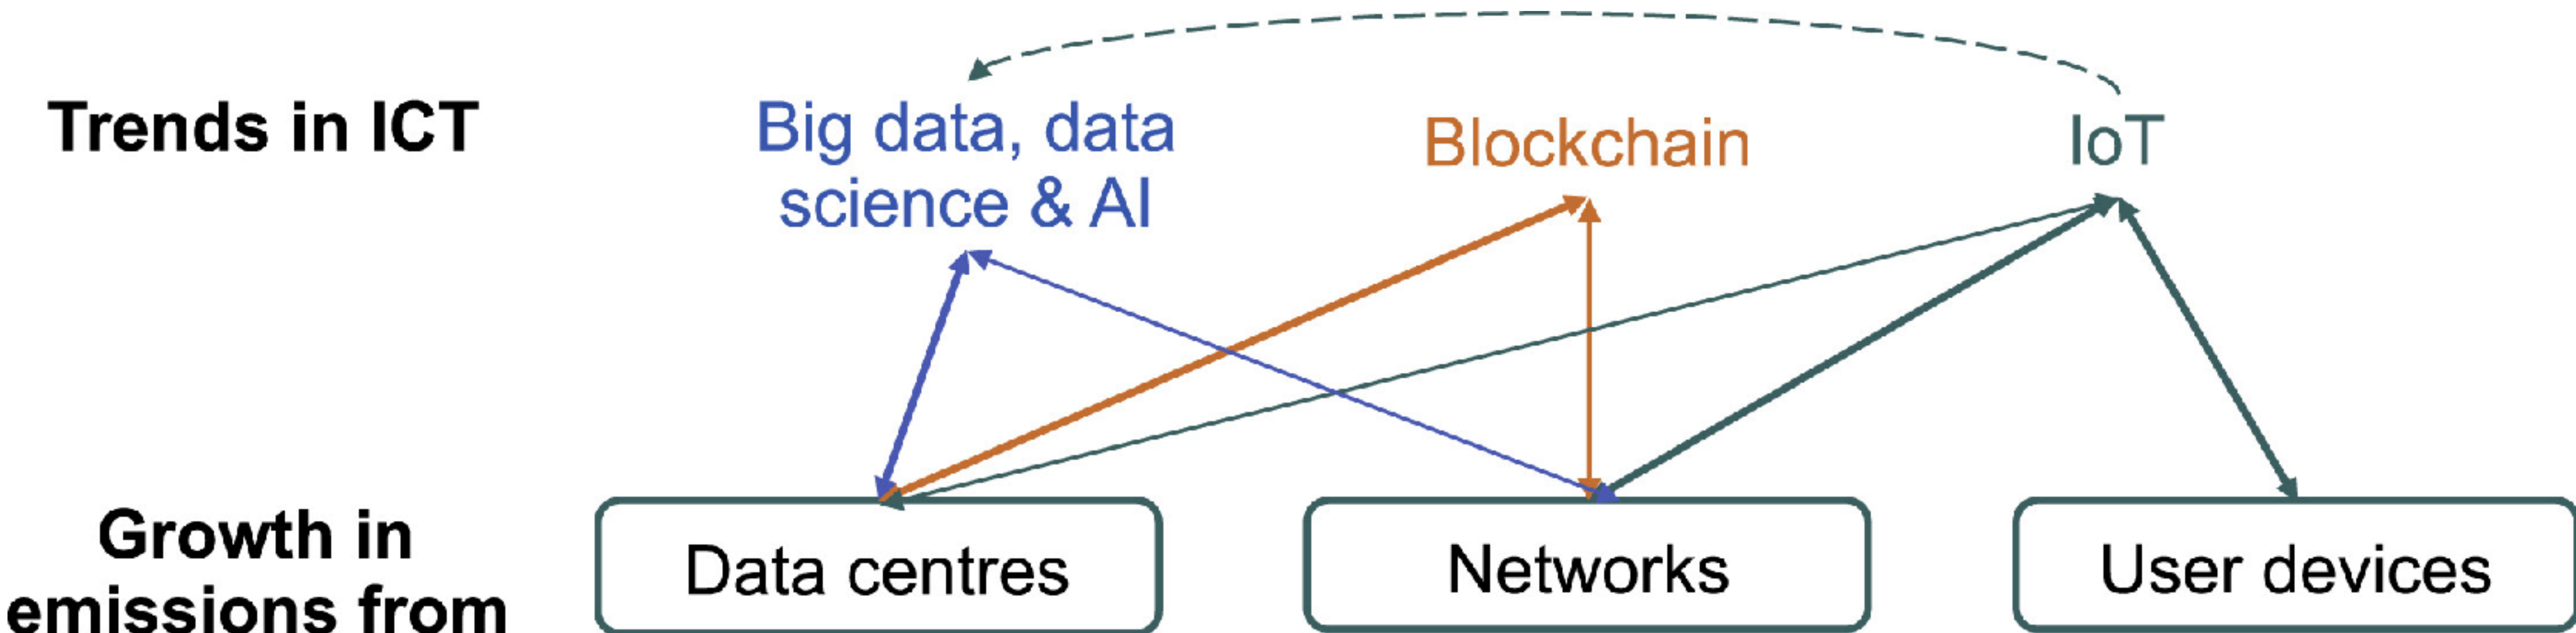 Trends in ICT
Big data, data
science & AI
Blockchain
IoT
Growth in
emissions from
Data centres
Networks
User devices